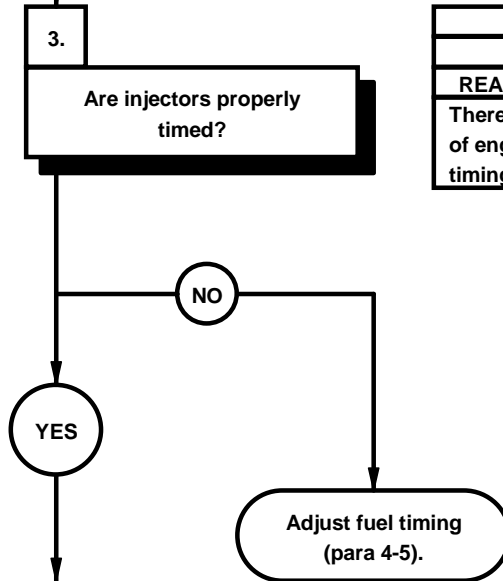 3.
Are injectors properly
timed?
REA
There
of eng
timing
NO
YES
Adjust fuel timing
(para 4-5).